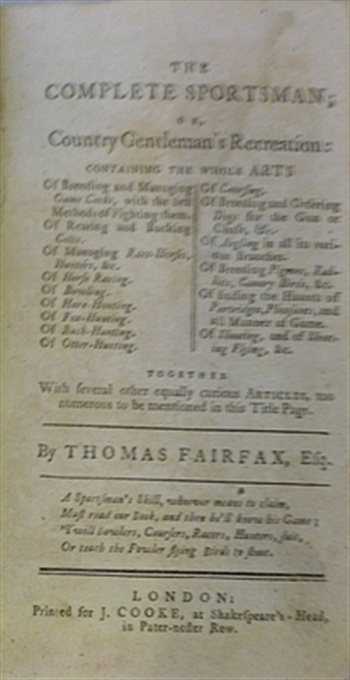 THE
COMPLETE SPORTSMAN;
OR,
Country Gentleman's Recreation:
CONTAINING THE WHOLE ARTS
Of Breeding and Managing
Game Cocks, with the best
Methods of Fighting them.
Of Rearing and Backing
Colts.
Of Managing Race-Horses,
Hunters, &c.
Of Horse Racing.
Of Bowling.
Of Hare-Hunting.
Of Fox-Hunting.
Of Buck-Hunting.
Of Otter-Hunting.
Of Coursing.
Of Breeding and Ordering
Dogs for the Gun or
Chace, &c.
Of Angling in all its vari-
ous Branches.
Of Breeding Pigeons, Rab-
bits, Canary Birds, &c.
Of finding the Haunts of
Partridges, Pheasants, and
all Manner of Game.
Of Shooting, and of Shoot-
ing Flying, &c.
TOGETHER
With several other equally curious ARTICLES, too
numerous to be mentioned in this Title Page.
By THOMAS FAIRFAX, Esq.
A Sportsman's Skill, whoever means to claim,
Must read our Book, and then he'll know his Game;
'Twill Bowlers, Coursers, Racers, Hunters, suit,
Or teach the Fowler flying Birds to shoot.
LONDON:
Printed for J. COOKE, at Shakespeare's-Head,
in Pater-noster Row.